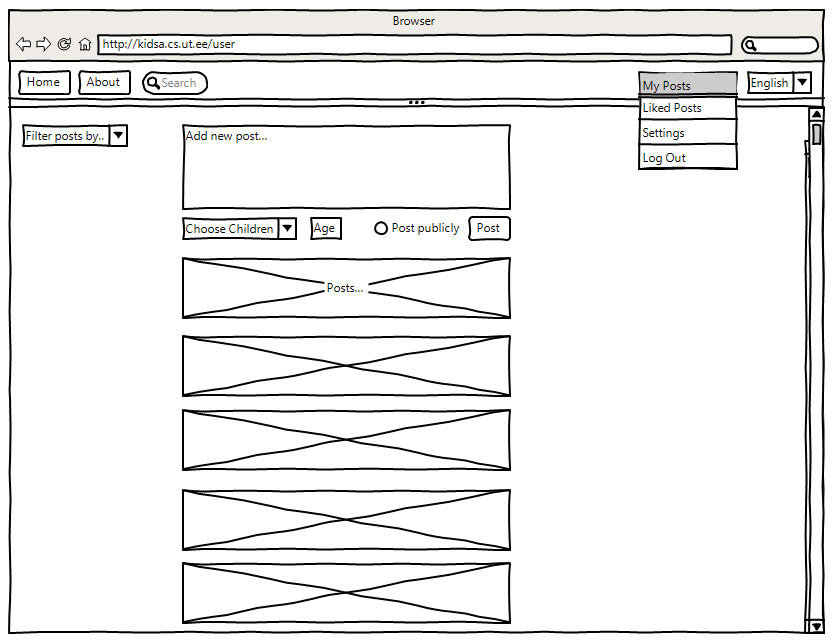 Browser
http://kidsa.cs.ut.ee/user
Home About Search My Posts English
Liked Posts
Settings
Log Out
Filter posts by.. Add new post...
Choose Children Age Post publicly Post
Posts...